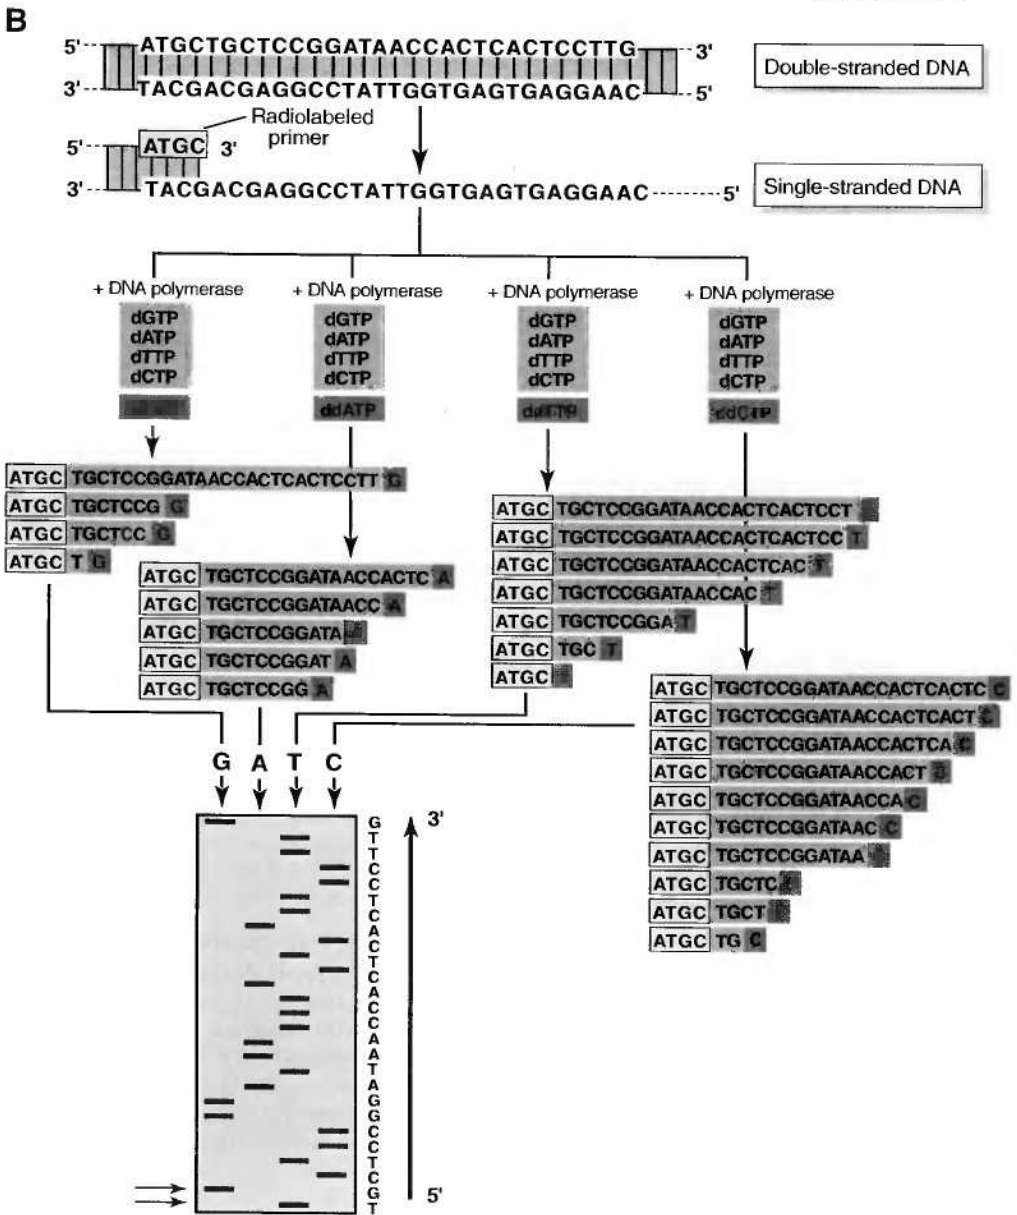 B
5' ATGCTGCTCCGGATAACCACTCACTCCTTG 3'
Double-stranded DNA
3' TACGACGAGGCCTATTGGTGAGTGAGGAAC 5'
Radiolabeled
primer
5' ATGC 3'
3' TACGACGAGGCCTATTGGTGAGTGAGGAAC 5'
Single-stranded DNA
+ DNA polymerase
dGTP
dATP
dTTP
dCTP
+ DNA polymerase
dGTP
dATP
dTTP
dCTP
ddATP
+ DNA polymerase
dGTP
dATP
dTTP
dCTP
ddTTP
+ DNA polymerase
dGTP
dATP
dTTP
dCTP
ddCTP
ATGC TGCTCCGGATAACCACTCACTCCTT G
ATGC TGCTCCG G
ATGC TGCTCC G
ATGC T G
ATGC TGCTCCGGATAACCACTC A
ATGC TGCTCCGGATAACC A
ATGC TGCTCCGGATA
ATGC TGCTCCGGAT A
ATGC TGCTCCGG A
ATGC TGCTCCGGATAACCACTCACTCCT
ATGC TGCTCCGGATAACCACTCACTCC T
ATGC TGCTCCGGATAACCACTCAC T
ATGC TGCTCCGGATAACCAC T
ATGC TGCTCCGGA T
ATGC TGC T
ATGC
ATGC TGCTCCGGATAACCACTCACTC C
ATGC TGCTCCGGATAACCACTCACT C
ATGC TGCTCCGGATAACCACTCA C
ATGC TGCTCCGGATAACCACT
ATGC TGCTCCGGATAACCA C
ATGC TGCTCCGGATAAC C
ATGC TGCTCCGGATAA
ATGC TGCTC
ATGC TGCT
ATGC TG C
G A T C
G 3'
T
T
C
C
T
C
A
C
T
C
A
C
C
A
A
T
A
G
G
C
C
T
C
G 5'
T